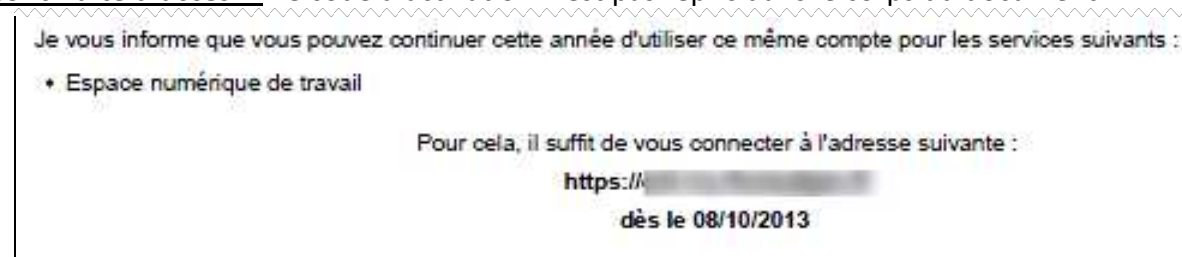 Je vous informe que vous pouvez continuer cette année d'utiliser ce même compte pour les services suivants :
• Espace numérique de travail
Pour cela, il suffit de vous connecter à l'adresse suivante :
https://
dès le 08/10/2013